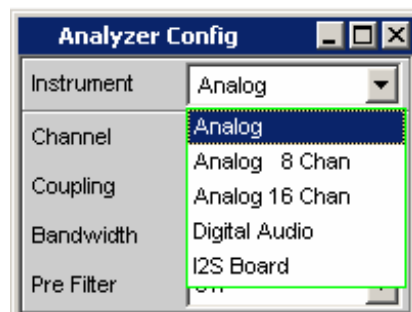 Analyzer Config
Instrument Analog
Channel Analog
Analog 8 Chan
Coupling Analog 16 Chan
Bandwidth Digital Audio
I2S Board
Pre Filter